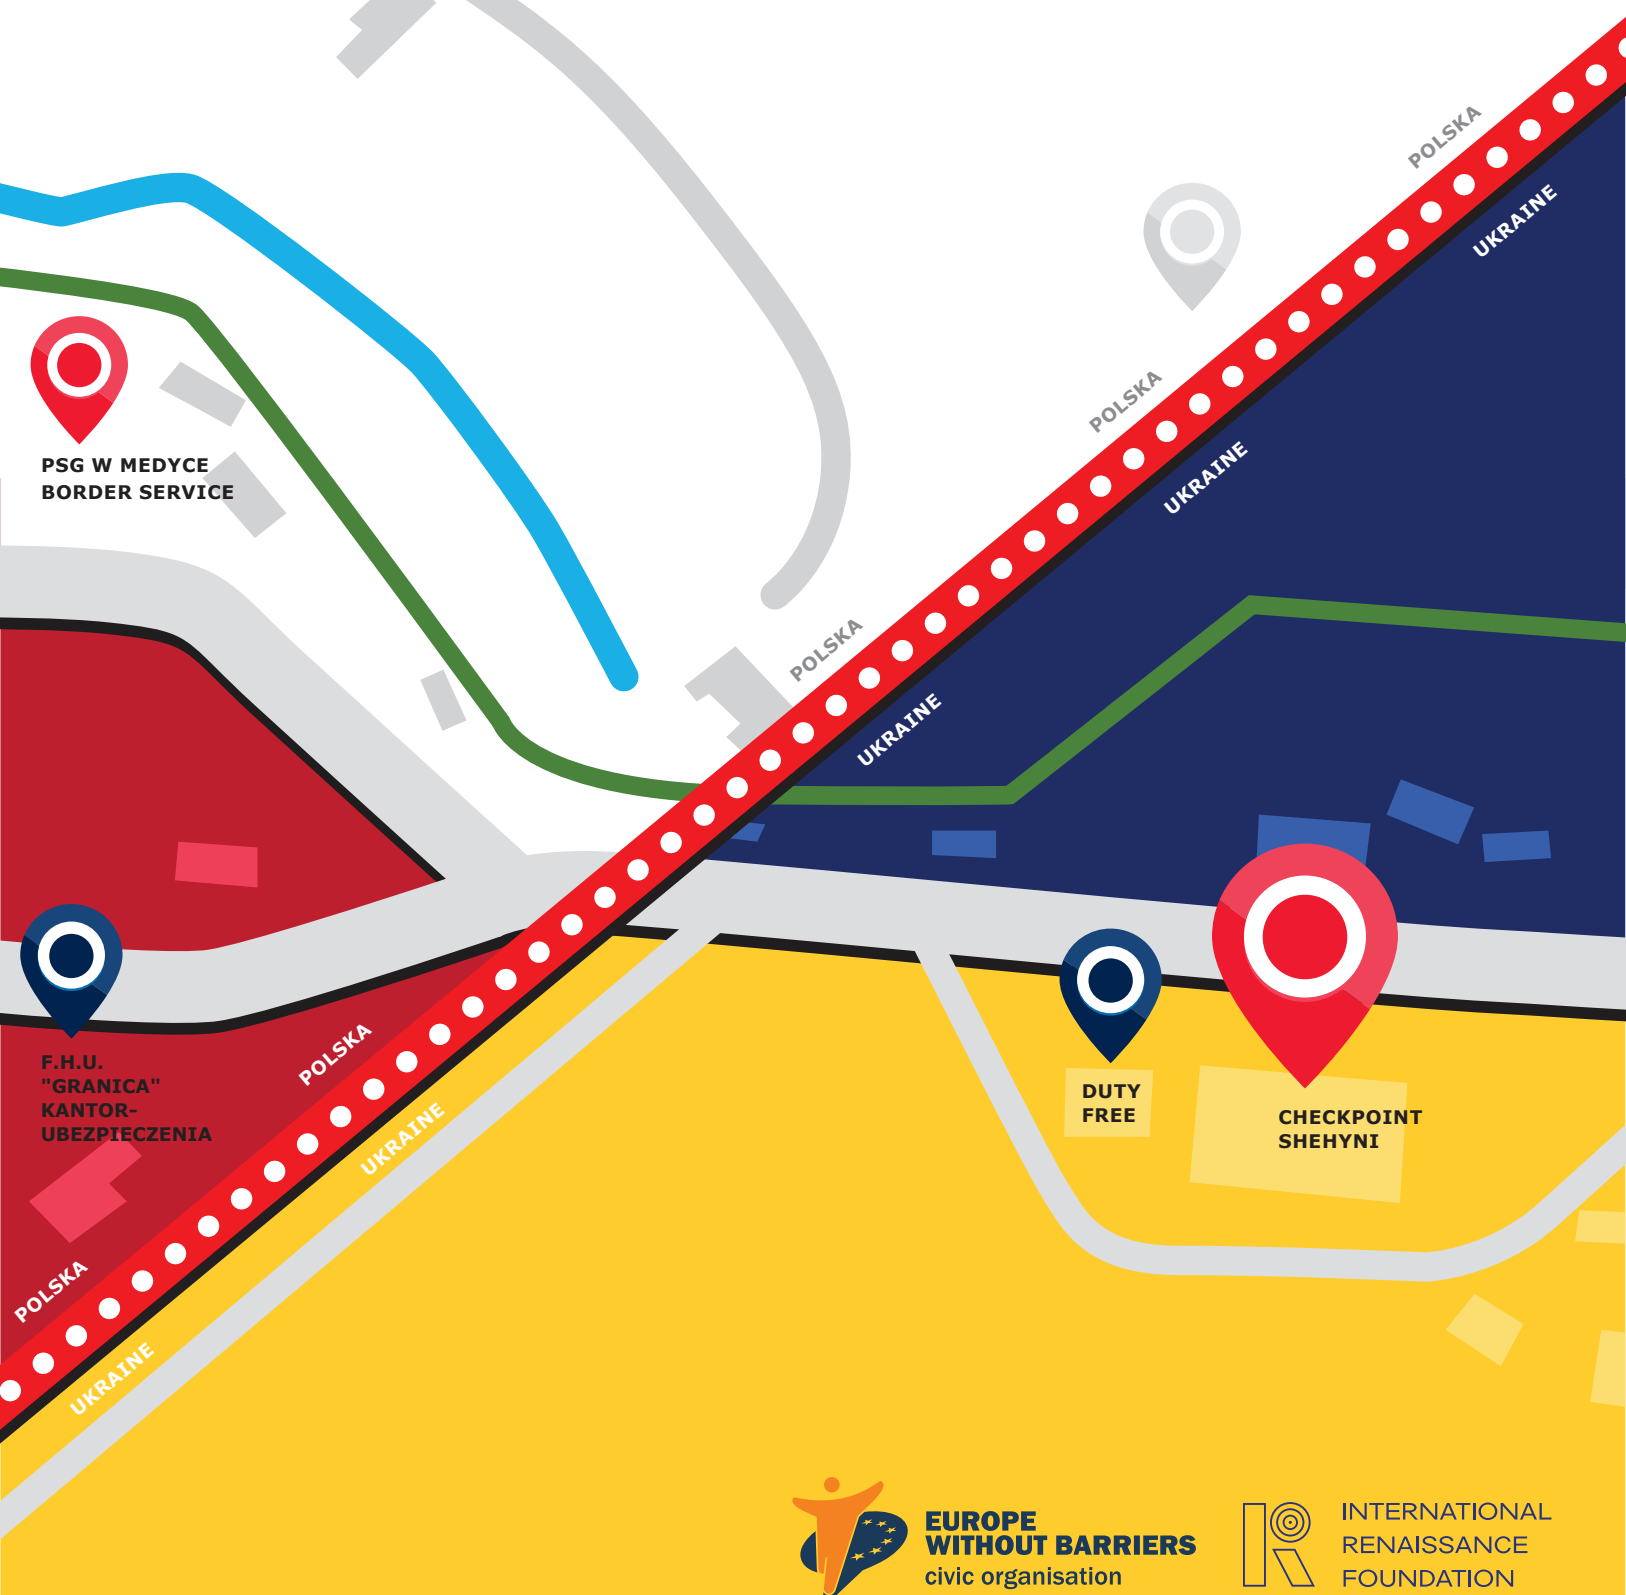 POLSKA
UKRAINE
POLSKA
UKRAINE
PSG W MEDYCE
BORDER SERVICE
POLSKA
UKRAINE
POLSKA
UKRAINE
F.H.U.
"GRANICA"
KANTOR-
UBEZPIECZENIA
DUTY
FREE
CHECKPOINT
SHEHYNI
POLSKA
UKRAINE
EUROPE
WITHOUT BARRIERS
civic organisation
INTERNATIONAL
RENAISSANCE
FOUNDATION